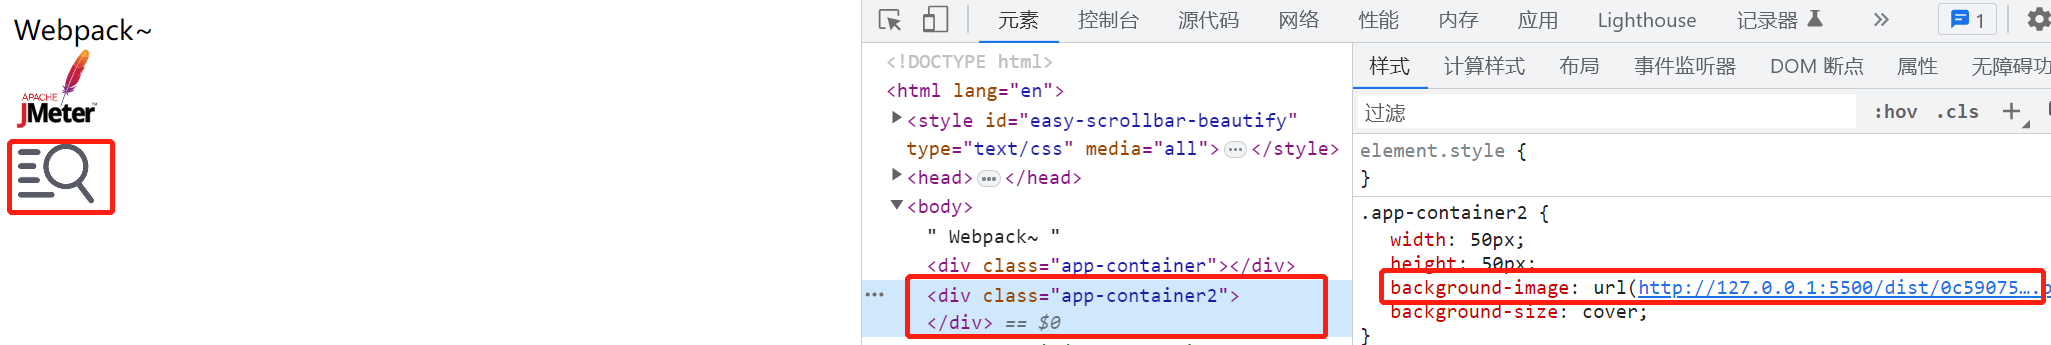 Webpack~
APACHE
JMeter™
元素 控制台 源代码 网络 性能 内存 应用 Lighthouse 记录器 1
<!DOCTYPE html>
<html lang="en">
<style id="easy-scrollbar-beautify"
type="text/css" media="all">…</style>
<head>…</head>
<body>
" Webpack~ "
<div class="app-container"></div>
<div class="app-container2">
</div> == $0
样式 计算样式 布局 事件监听器 DOM 断点 属性 无障碍功
过滤 :hov .cls
element.style {
}
.app-container2 {
width: 50px;
height: 50px;
background-image: url(http://127.0.0.1:5500/dist/0c59075….p
background-size: cover;
}